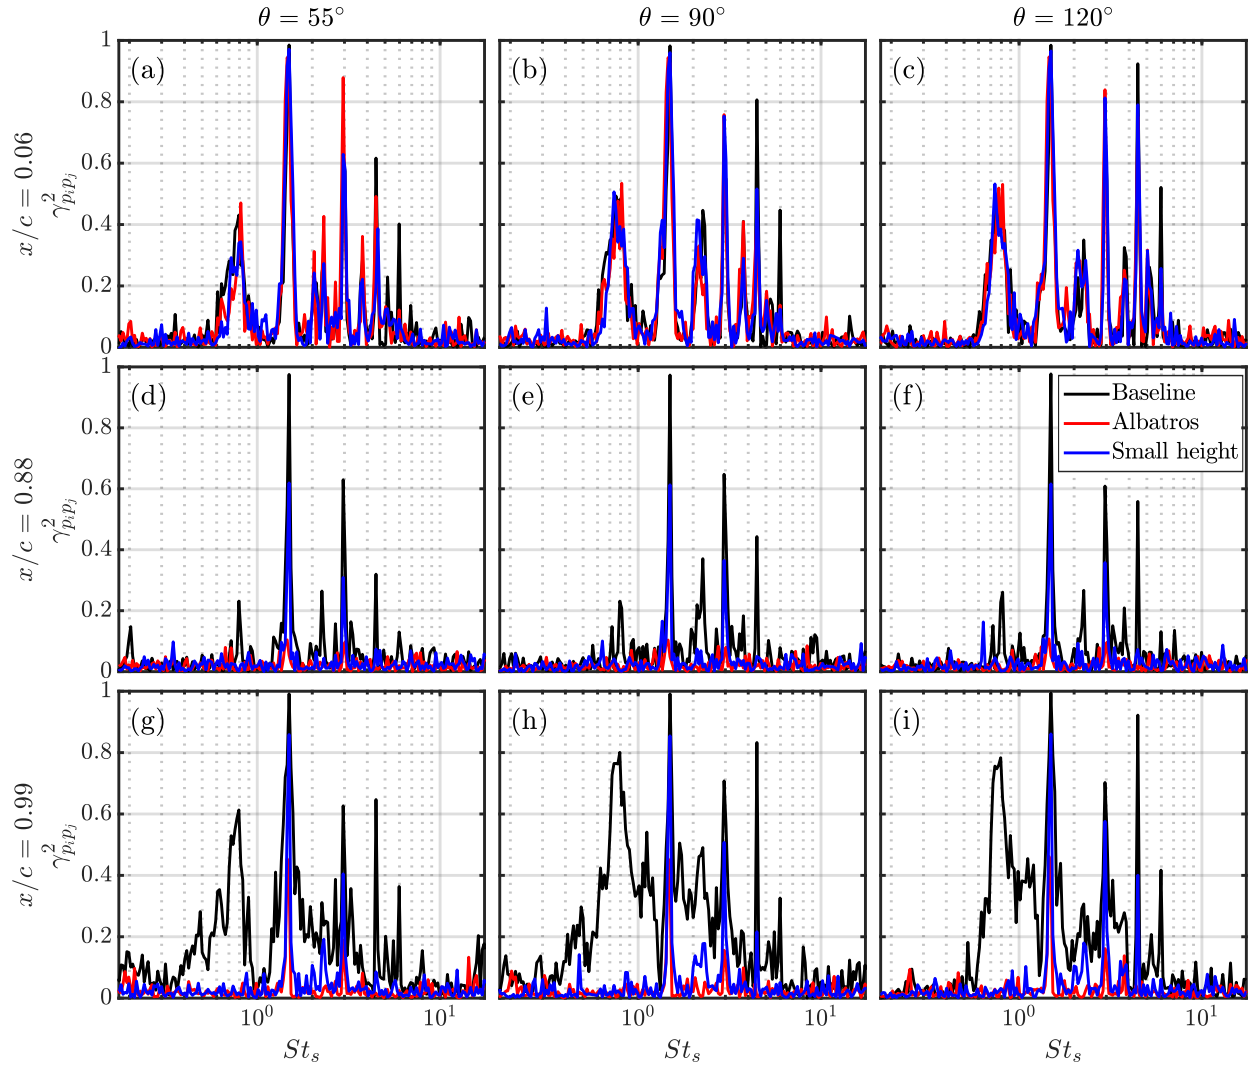 θ = 55° θ = 90° θ = 120°
x/c = 0.06
γ²ₚᵢₚⱼ
1
0.8
0.6
0.4
0.2
0
(a) (b) (c)
x/c = 0.88
γ²ₚᵢₚⱼ
1
0.8
0.6
0.4
0.2
0
(d) (e) (f)
Baseline
Albatros
Small height
x/c = 0.99
γ²ₚᵢₚⱼ
1
0.8
0.6
0.4
0.2
0
(g) (h) (i)
10⁰ 10¹ 10⁰ 10¹ 10⁰ 10¹
Stₛ Stₛ Stₛ